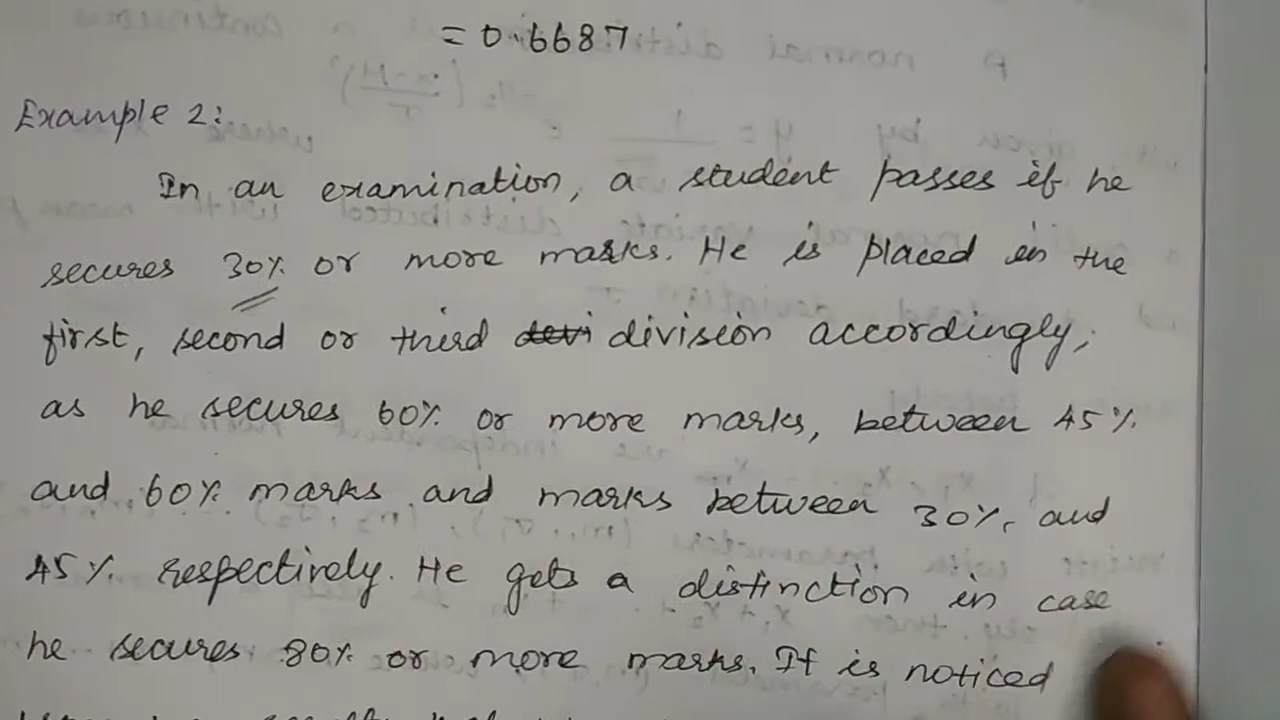 = 0.6687
Example 2:
In an examination, a student passes if he
secures 30% or more marks. He is placed in the
first, second or third division accordingly,
as he secures 60% or more marks, between 45%
and 60% marks and marks between 30% and
45% respectively. He gets a distinction in case
he secures 80% or more marks. It is noticed